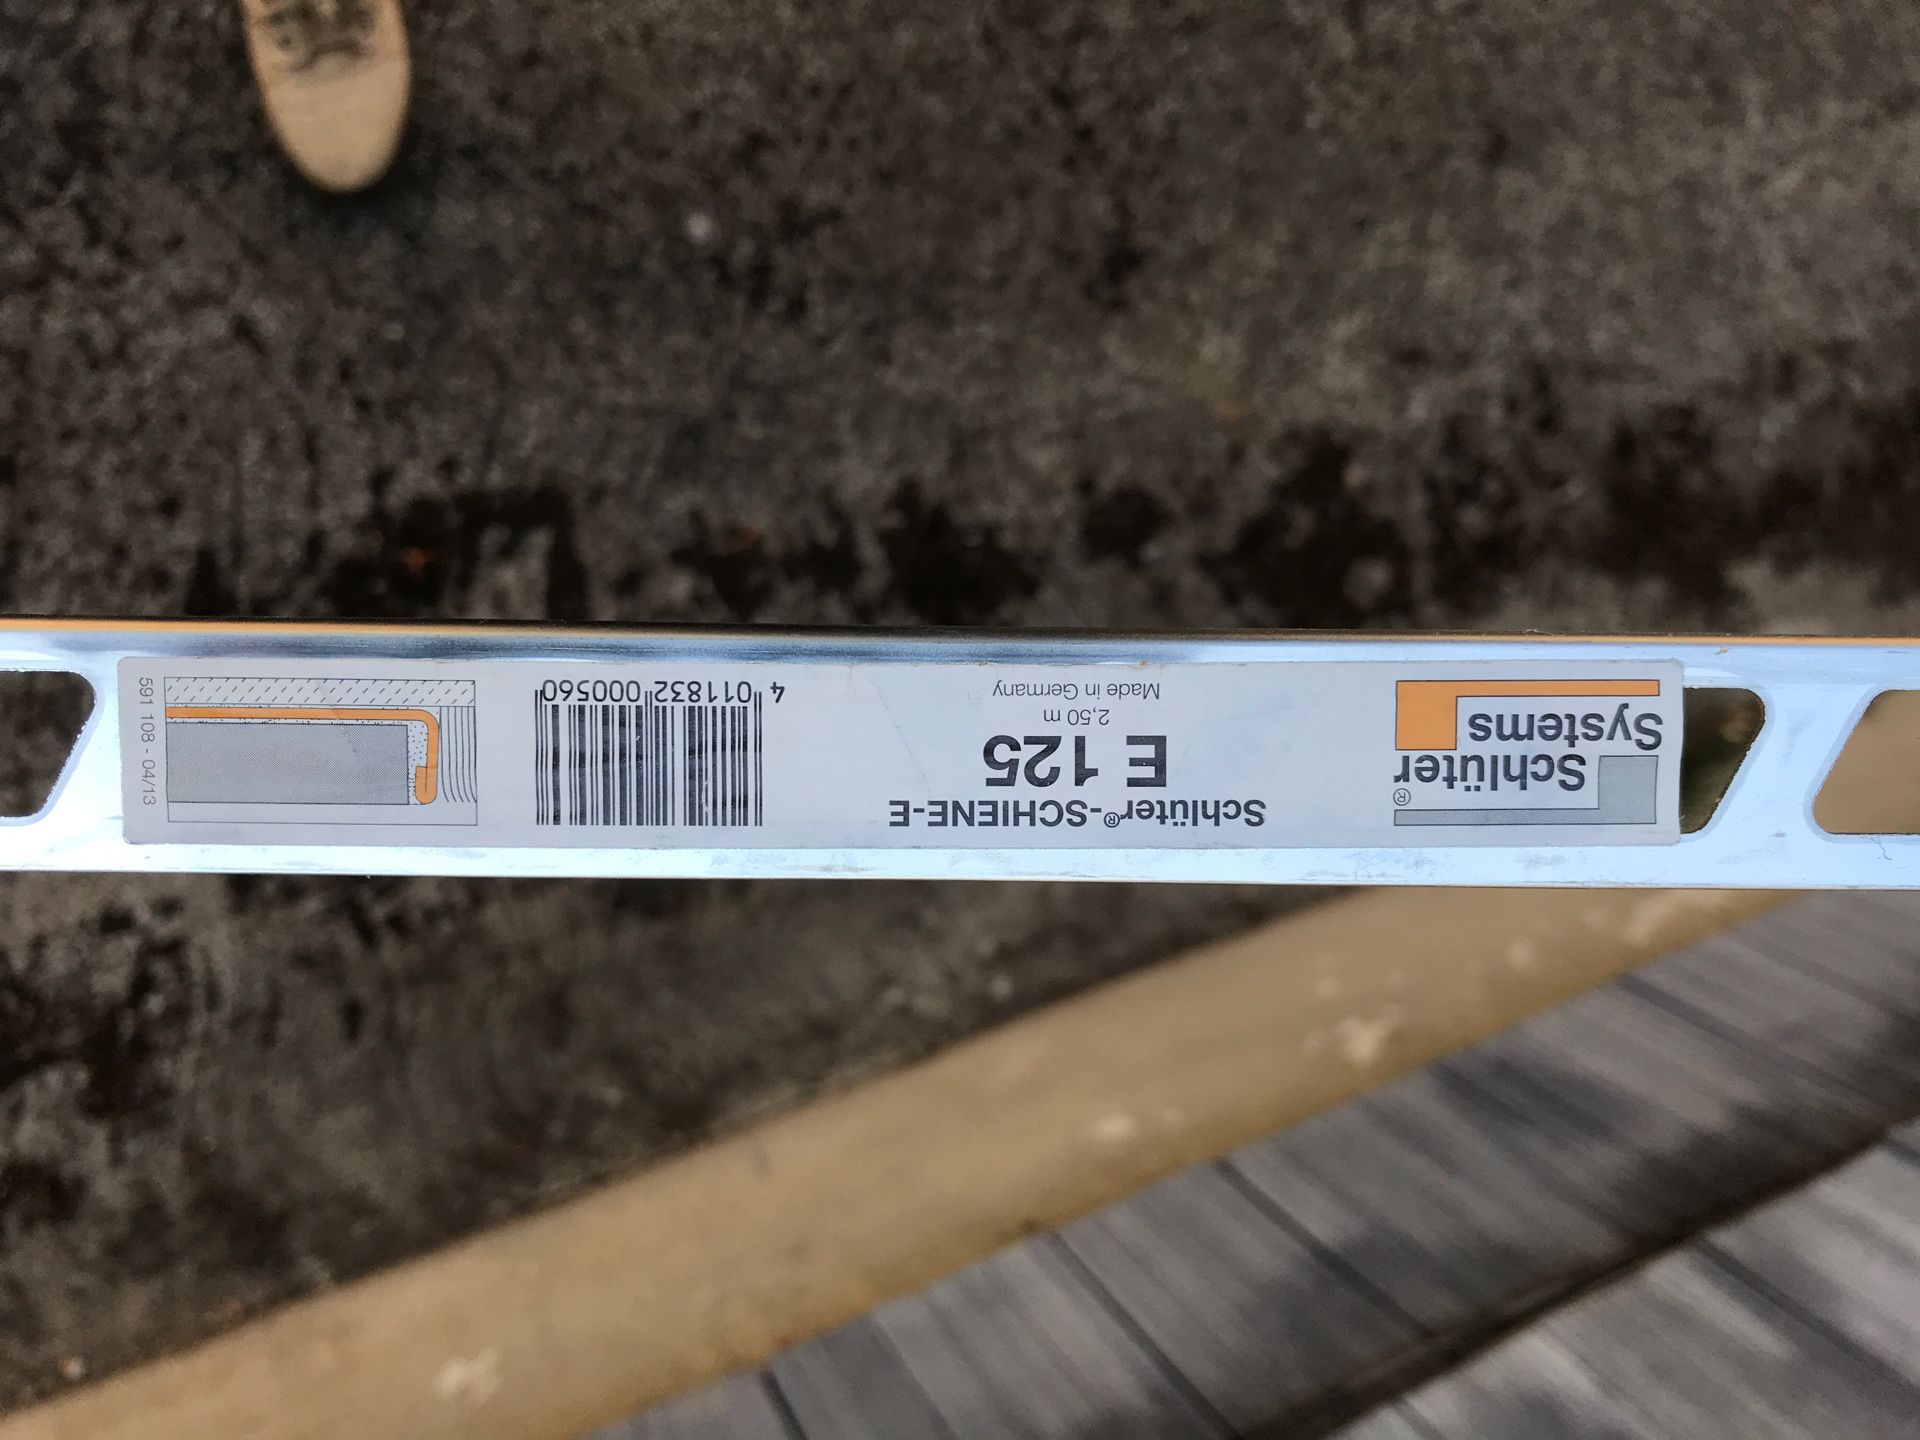 Schlüter®
Systems
Schlüter®-SCHIENE-E
E 125
2,50 m
Made in Germany
4 011832 000560
591 108 - 04/13